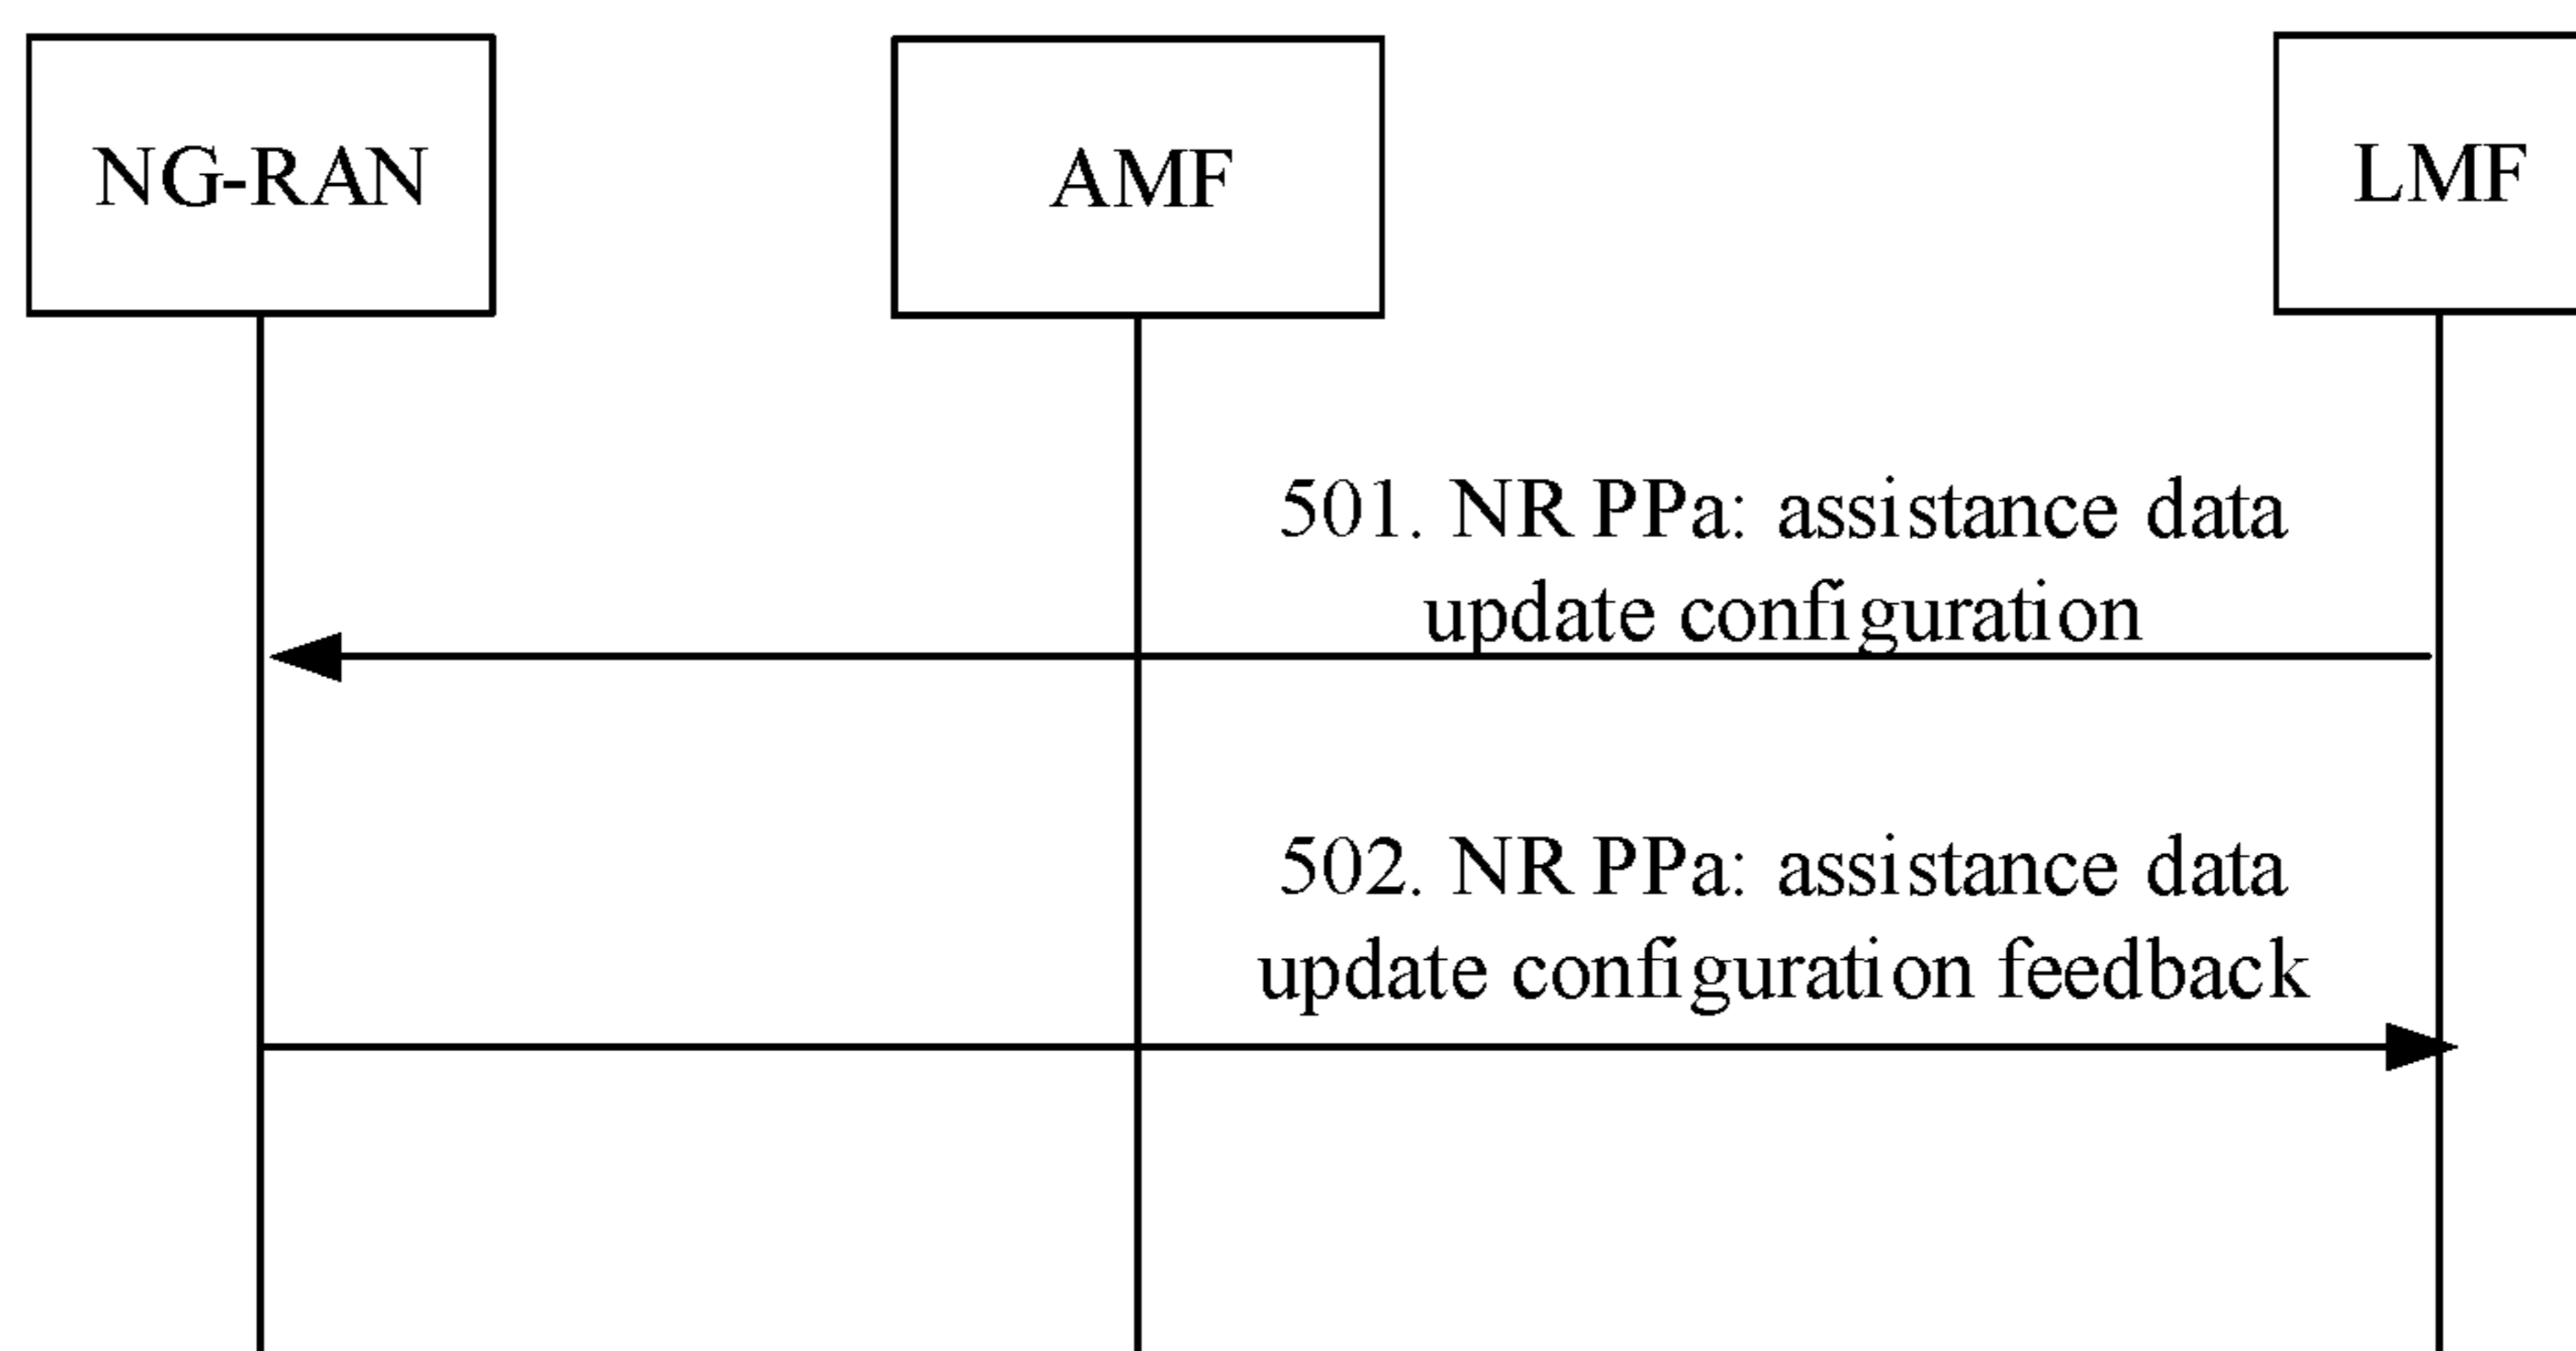 NG-RAN
AMF
LMF
501. NR PPa: assistance data
update configuration
502. NR PPa: assistance data
update configuration feedback